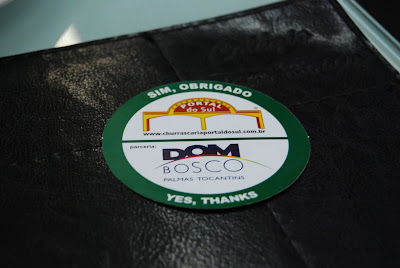 SIM, OBRIGADO
PORTAL
do Sul
www.churrascariaportaldosul.com.br
parceria:
DOM
BOSCO
PALMAS TOCANTINS
YES, THANKS